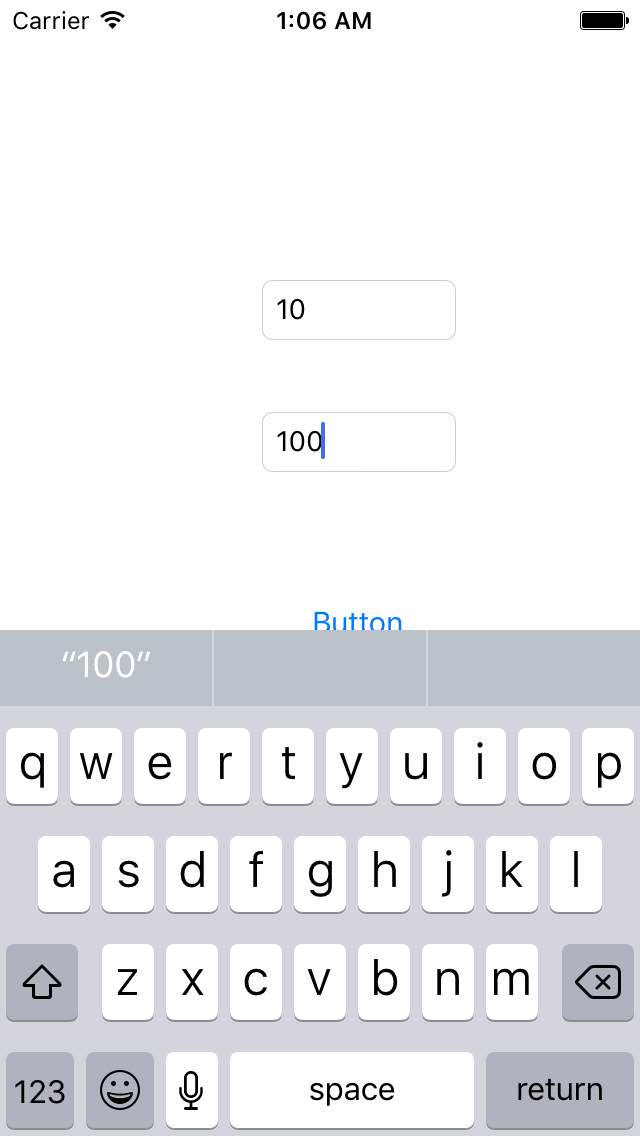 Carrier 1:06 AM
10
100
Button
“100”
q w e r t y u i o p
a s d f g h j k l
z x c v b n m
123 space return